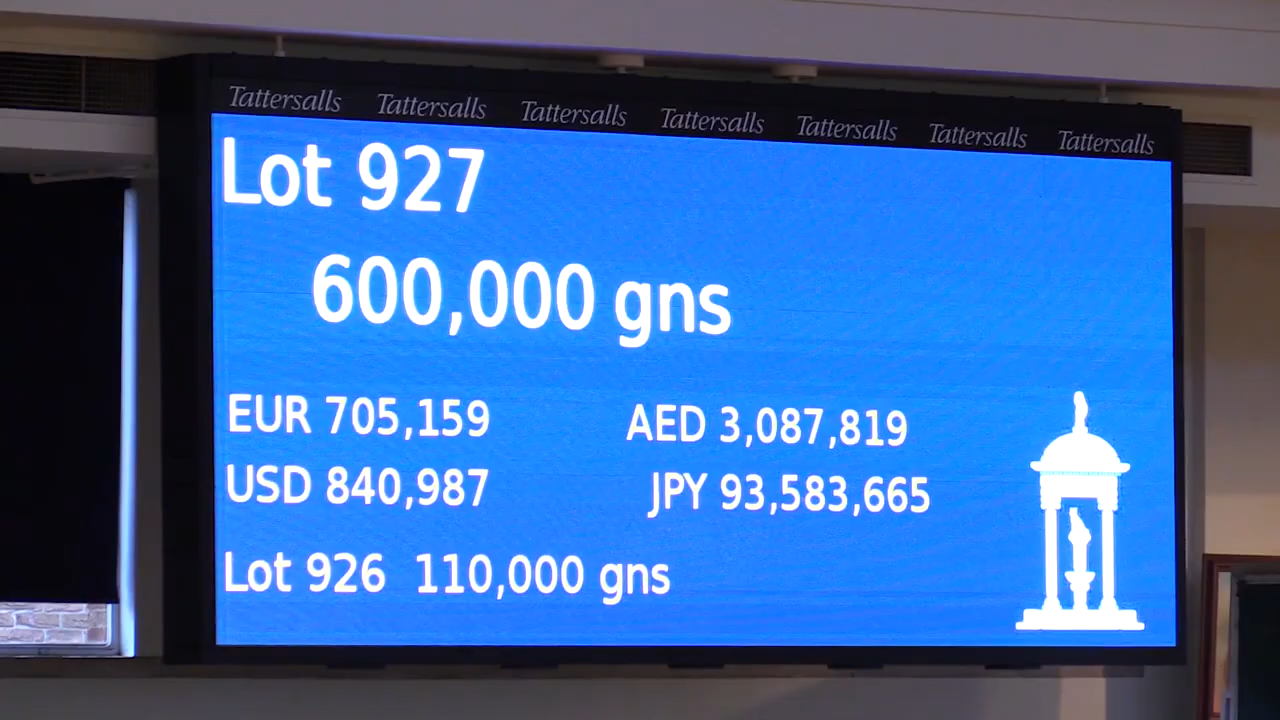 Tattersalls Tattersalls Tattersalls Tattersalls Tattersalls Tattersalls Tattersalls
Lot 927
600,000 gns
EUR 705,159 AED 3,087,819
USD 840,987 JPY 93,583,665
Lot 926 110,000 gns